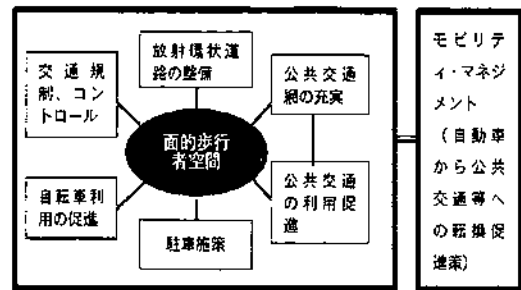 放射環状道
路の整備
交通規
制、コン
トロール
公共交通
網の充実
面的歩行
者空間
自転車利
用の促進
公共交通
の利用促
進
駐車施策
モビリテ
ィ・マネジ
メント
(自動車
から公共
交通等へ
の転換促
進策)